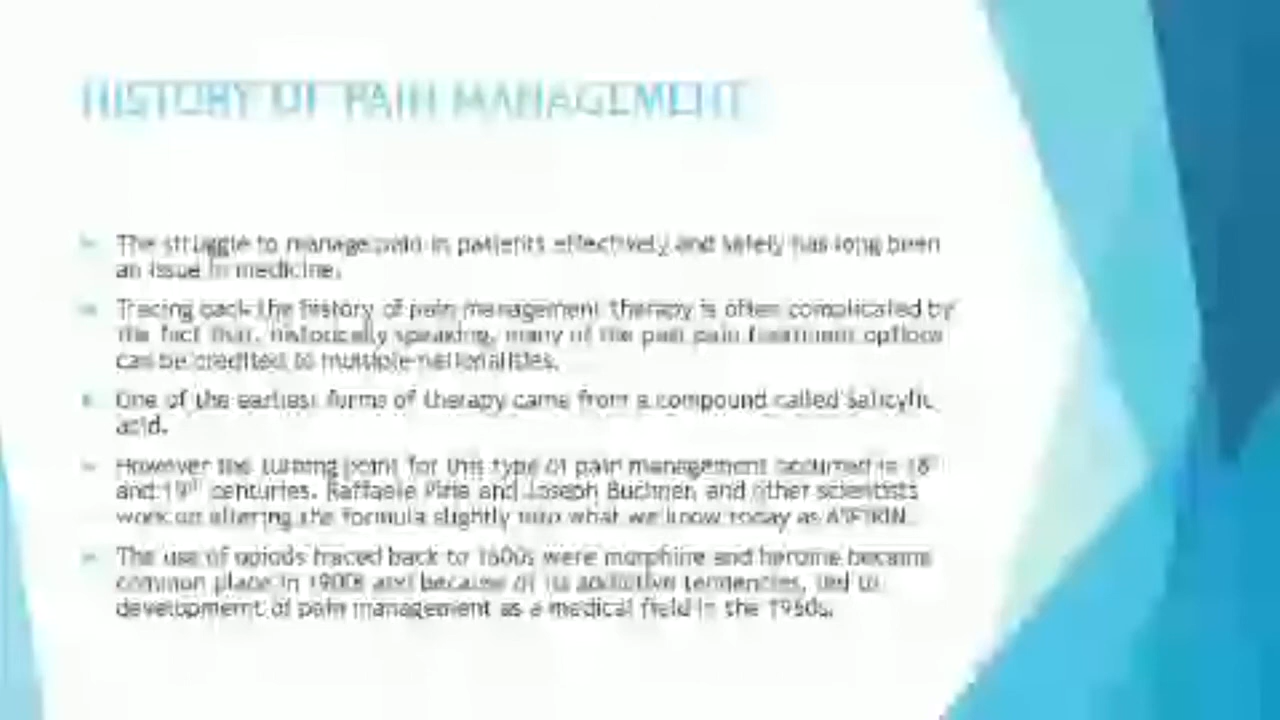 HISTORY OF PAIN MANAGEMENT
The struggle to manage pain in patients effectively and safely has long been
an issue in medicine.
Tracing back the history of pain management therapy is often complicated by
the fact that, historically speaking, many of the past pain treatment options
can be credited to multiple nationalities.
One of the earliest forms of therapy came from a compound called Salicylic
acid.
However the turning point for this type of pain management occurred in 18th
and 19th centuries. Raffaele Piria and Joseph Buchner, and other scientists
work on altering the formula slightly into what we know today as ASPIRIN.
The use of opiods traced back to 1600s were morphine and became
common place in 1900s and because of its addictive tendencies, led to
development of pain management as a medical field in the